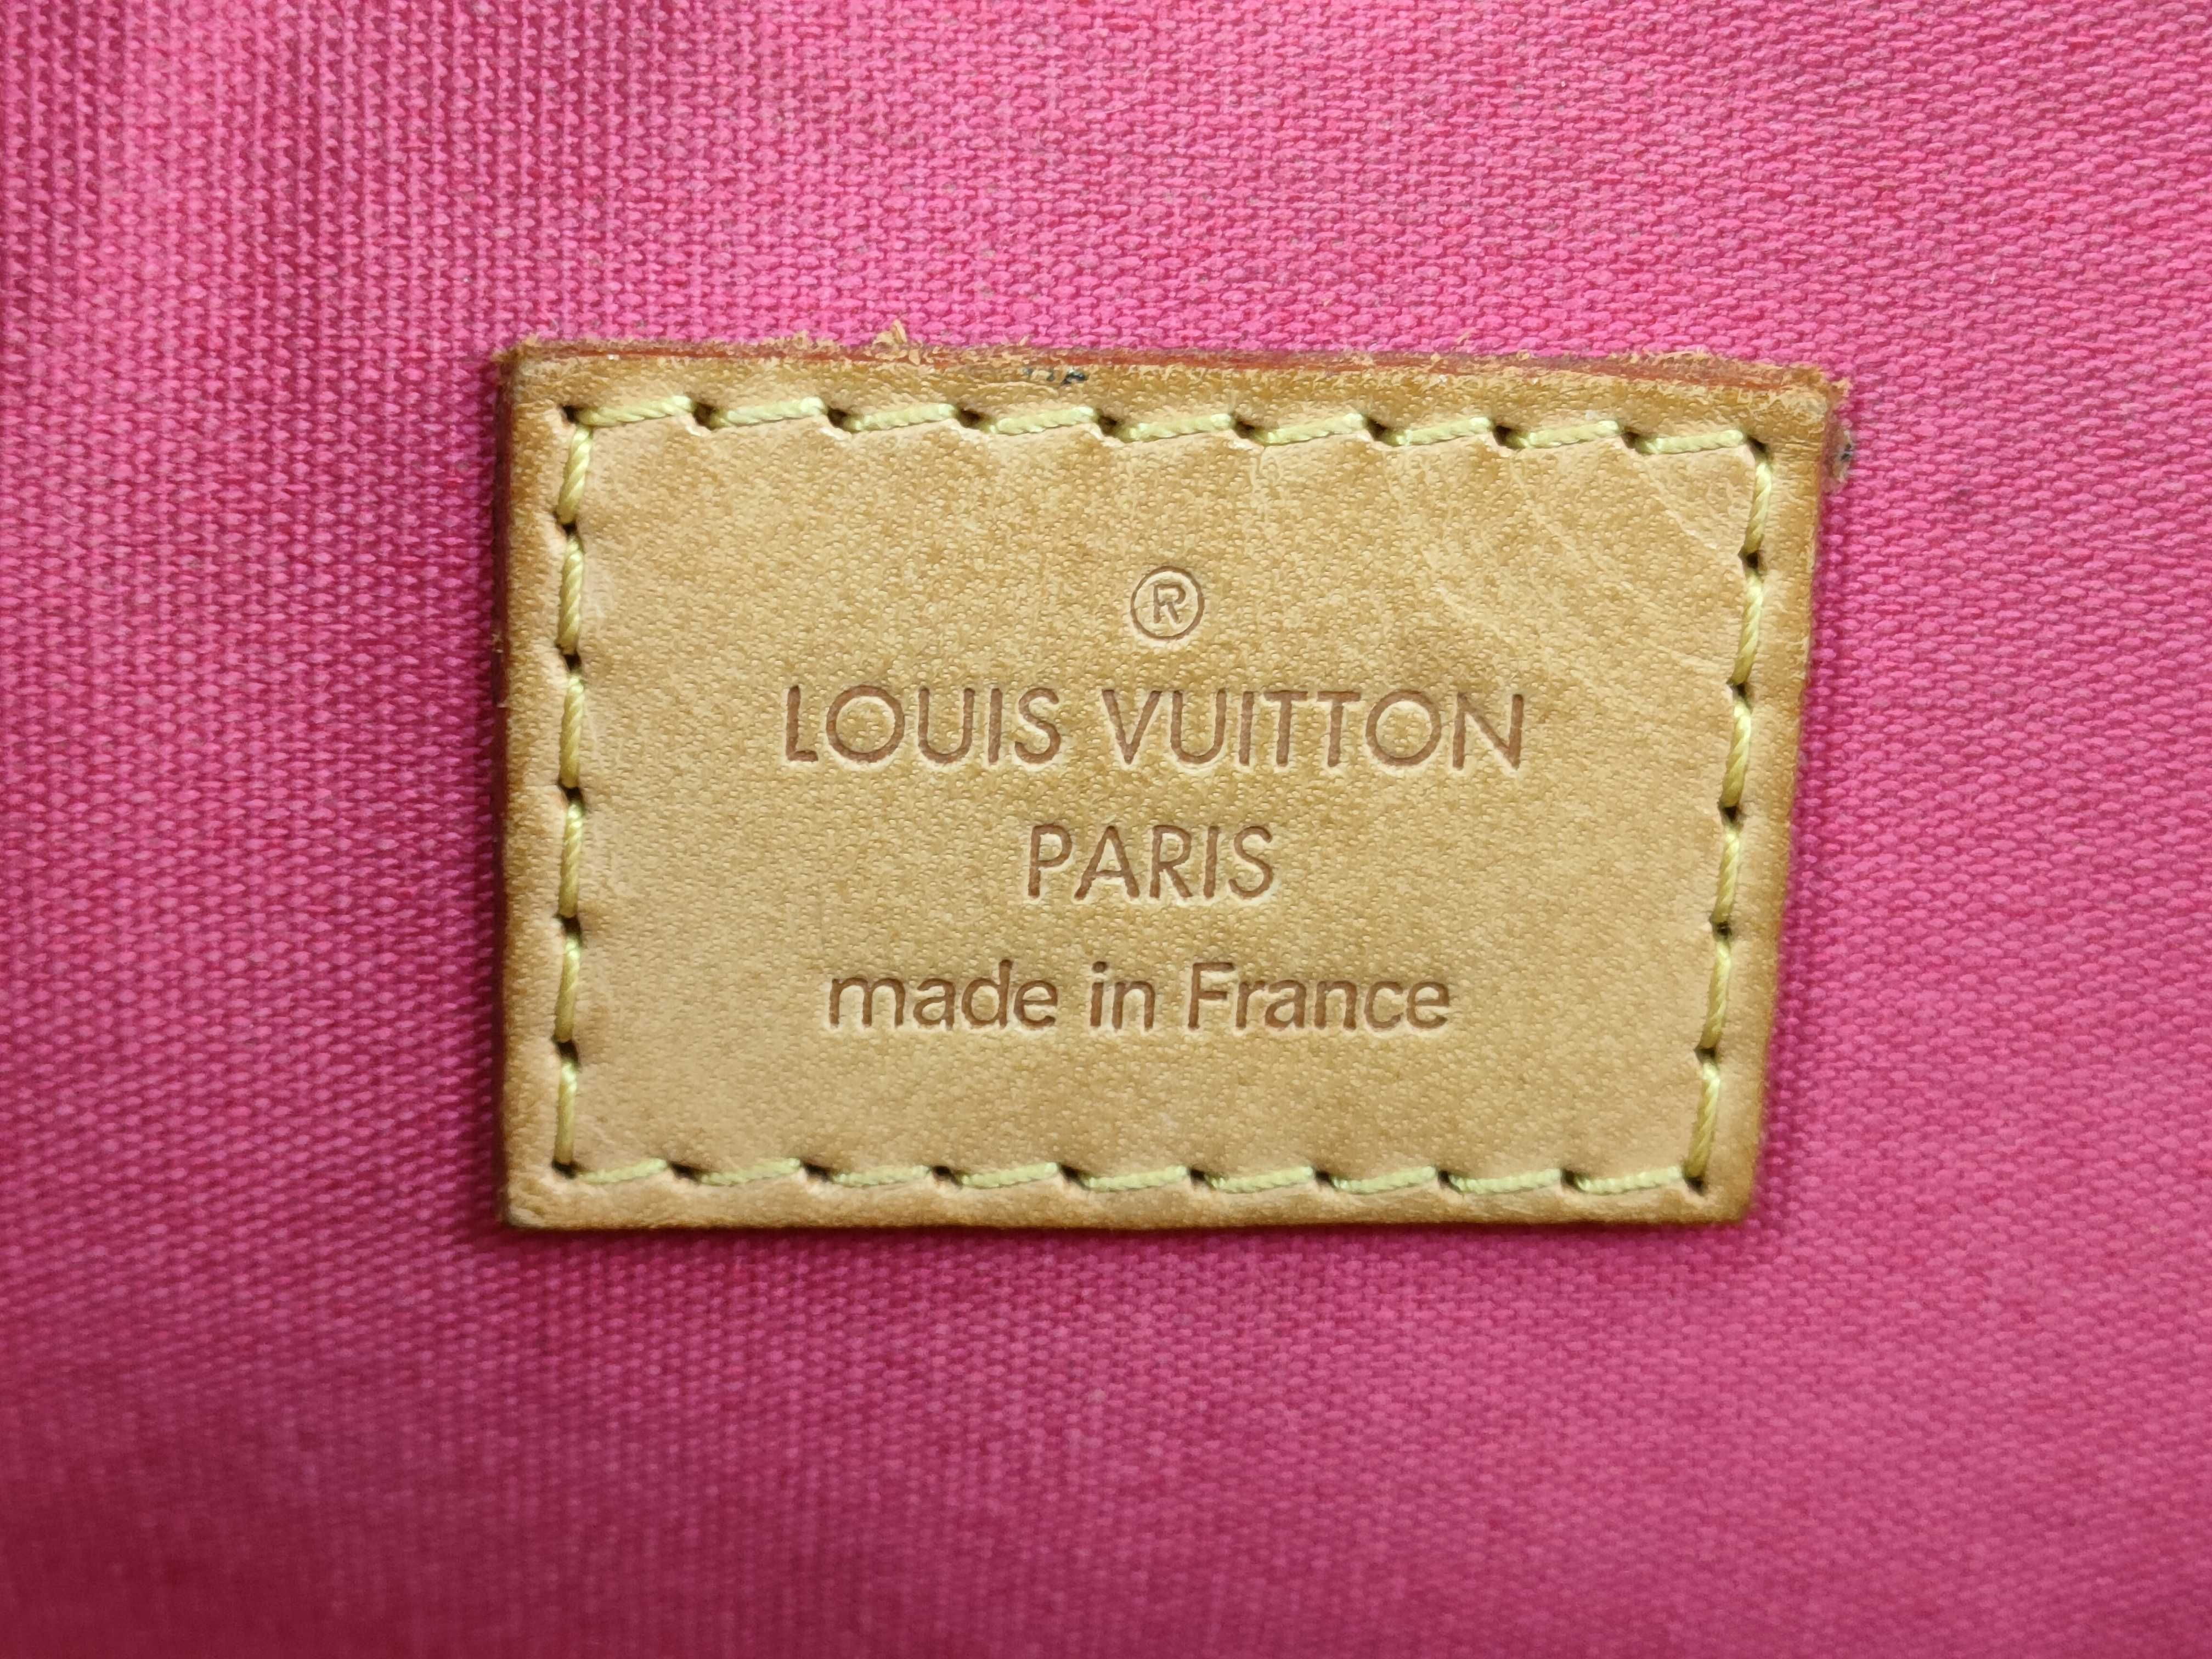 ®
LOUIS VUITTON
PARIS
made in France